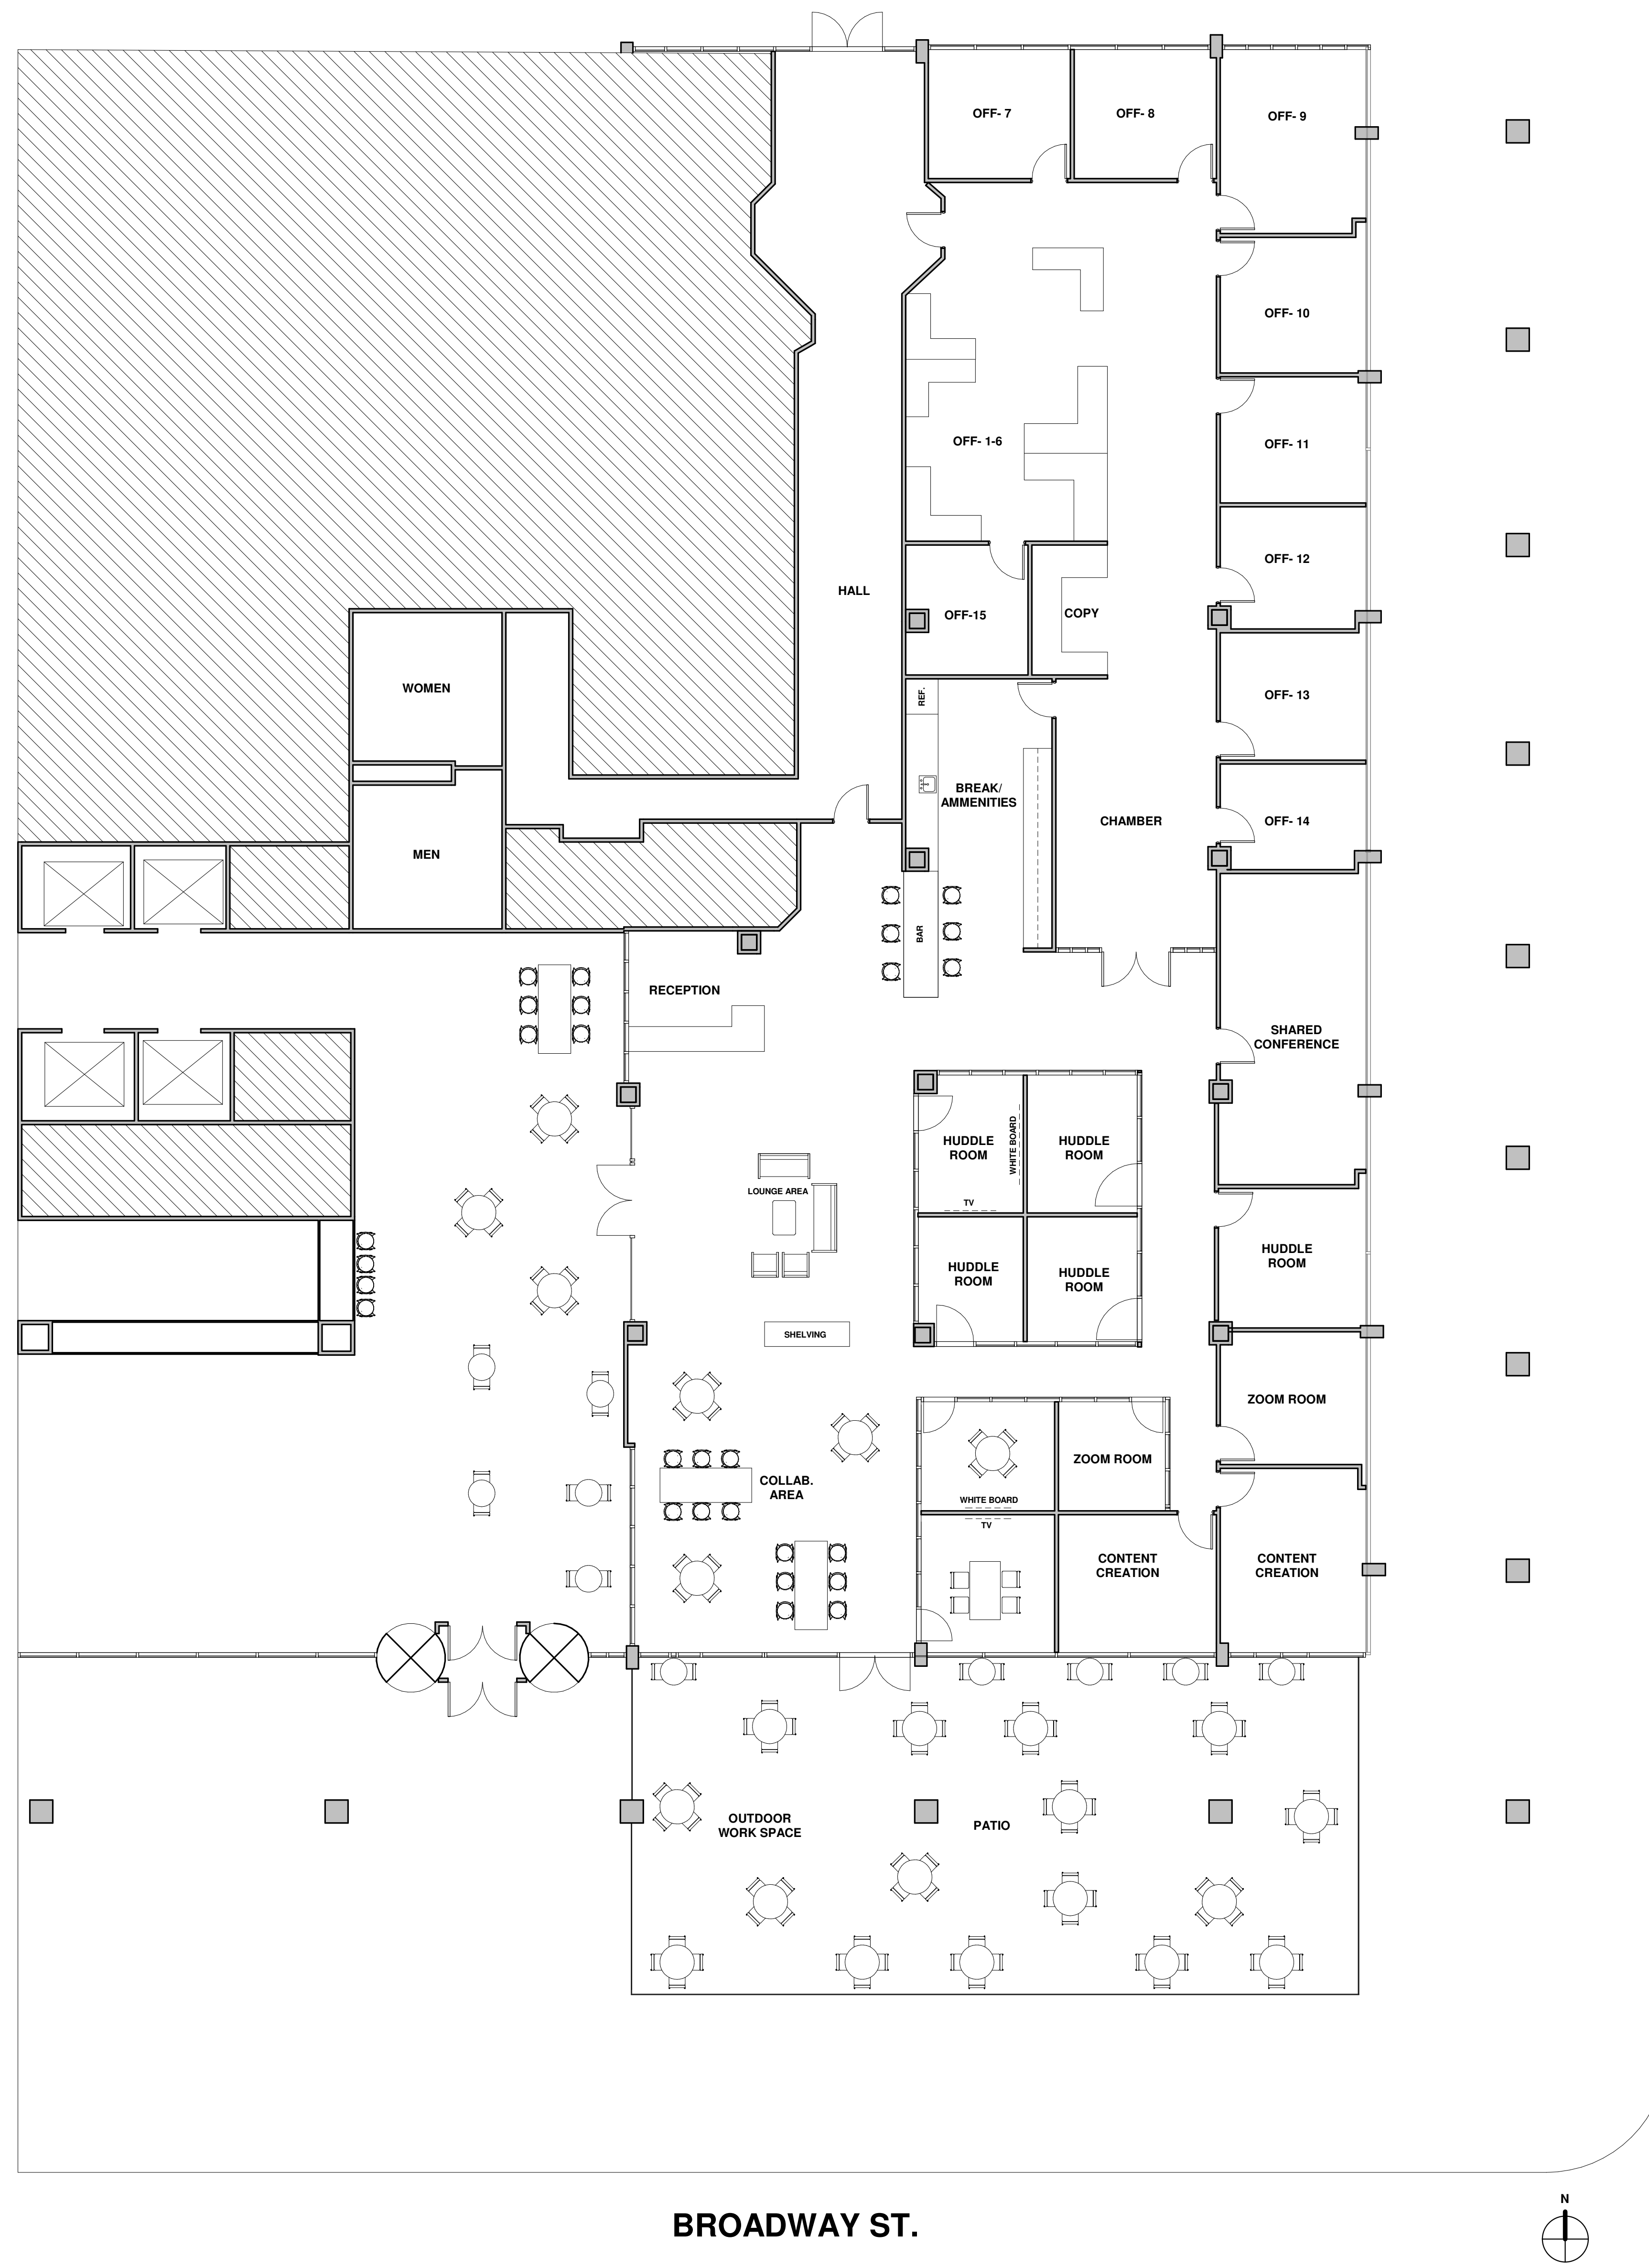 OFF- 7
OFF- 8
OFF- 9
OFF- 10
OFF- 1-6
OFF- 11
OFF- 12
HALL
OFF-15
COPY
WOMEN
REF.
OFF- 13
BREAK/
AMMENITIES
CHAMBER
OFF- 14
MEN
BAR
RECEPTION
SHARED
CONFERENCE
HUDDLE
ROOM
WHITE BOARD
HUDDLE
ROOM
LOUNGE AREA
TV
HUDDLE
ROOM
HUDDLE
ROOM
HUDDLE
ROOM
SHELVING
ZOOM ROOM
ZOOM ROOM
COLLAB.
AREA
WHITE BOARD
TV
CONTENT
CREATION
CONTENT
CREATION
OUTDOOR
WORK SPACE
PATIO
BROADWAY ST.
N